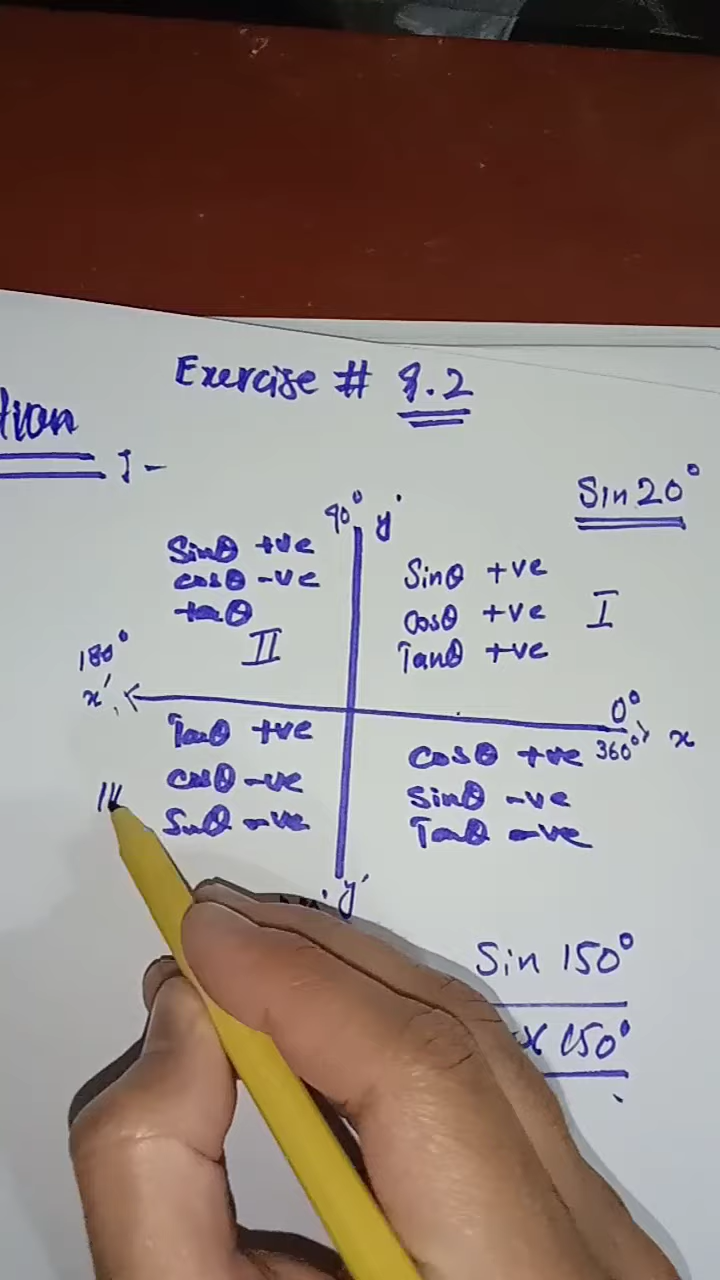 Exercise # 9.2
tion :-
Sin 20°
90° y
Sinθ +ve
cosθ -ve
tanθ
II
Sinθ +ve
Cosθ +ve
Tanθ +ve
I
180°
x'
0°
360°
x
Tanθ +ve
cosθ -ve
Sinθ -ve
cosθ +ve
sinθ -ve
Tanθ -ve
y'
Sin 150°
150°